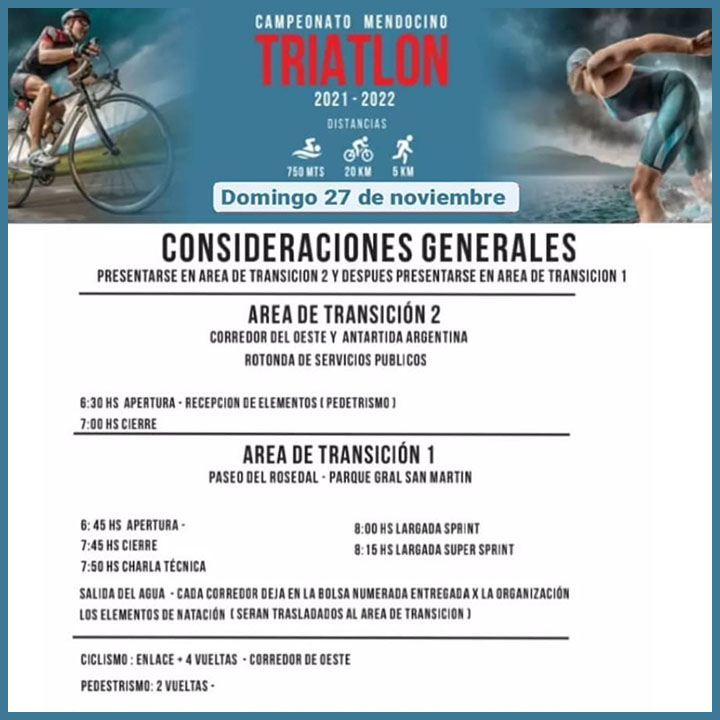 CAMPEONATO MENDOCINO
TRIATLON
2021 - 2022
DISTANCIAS
750 MTS 20 KM 5 KM
Domingo 27 de noviembre
CONSIDERACIONES GENERALES
PRESENTARSE EN AREA DE TRANSICION 2 Y DESPUES PRESENTARSE EN AREA DE TRANSICION 1
AREA DE TRANSICIÓN 2
CORREDOR DEL OESTE Y ANTARTIDA ARGENTINA
ROTONDA DE SERVICIOS PUBLICOS
6:30 HS APERTURA - RECEPCION DE ELEMENTOS ( PEDETRISMO )
7:00 HS CIERRE
AREA DE TRANSICIÓN 1
PASEO DEL ROSEDAL - PARQUE GRAL SAN MARTIN
6: 45 HS APERTURA -
7:45 HS CIERRE
7:50 HS CHARLA TÉCNICA
8:00 HS LARGADA SPRINT
8:15 HS LARGADA SUPER SPRINT
SALIDA DEL AGUA - CADA CORREDOR DEJA EN LA BOLSA NUMERADA ENTREGADA X LA ORGANIZACIÓN
LOS ELEMENTOS DE NATACIÓN ( SERAN TRASLADADOS AL AREA DE TRANSICION )
CICLISMO : ENLACE + 4 VUELTAS - CORREDOR DE OESTE
PEDESTRISMO: 2 VUELTAS -